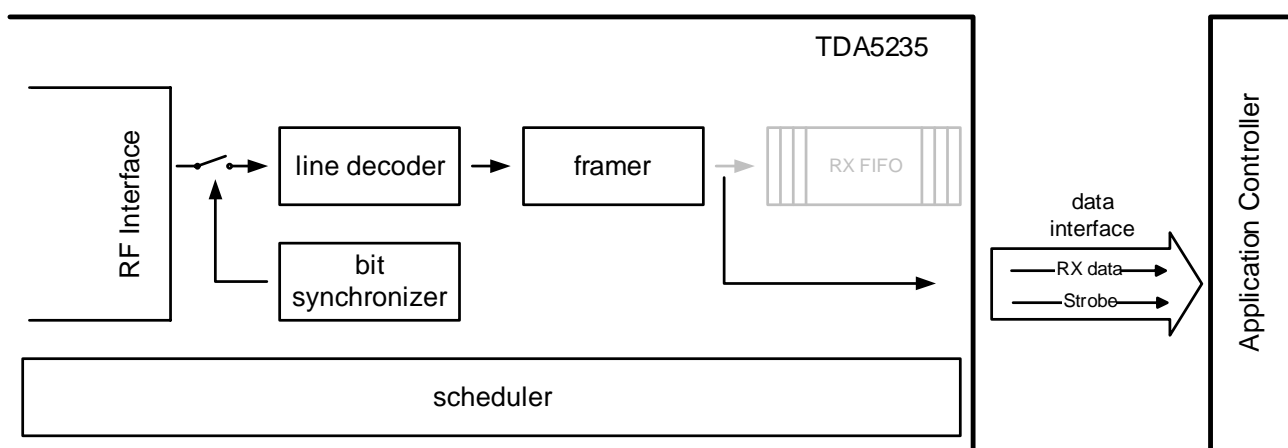 TDA5235
RF Interface
line decoder
framer
RX FIFO
bit
synchronizer
scheduler
data
interface
RX data
Strobe
Application Controller